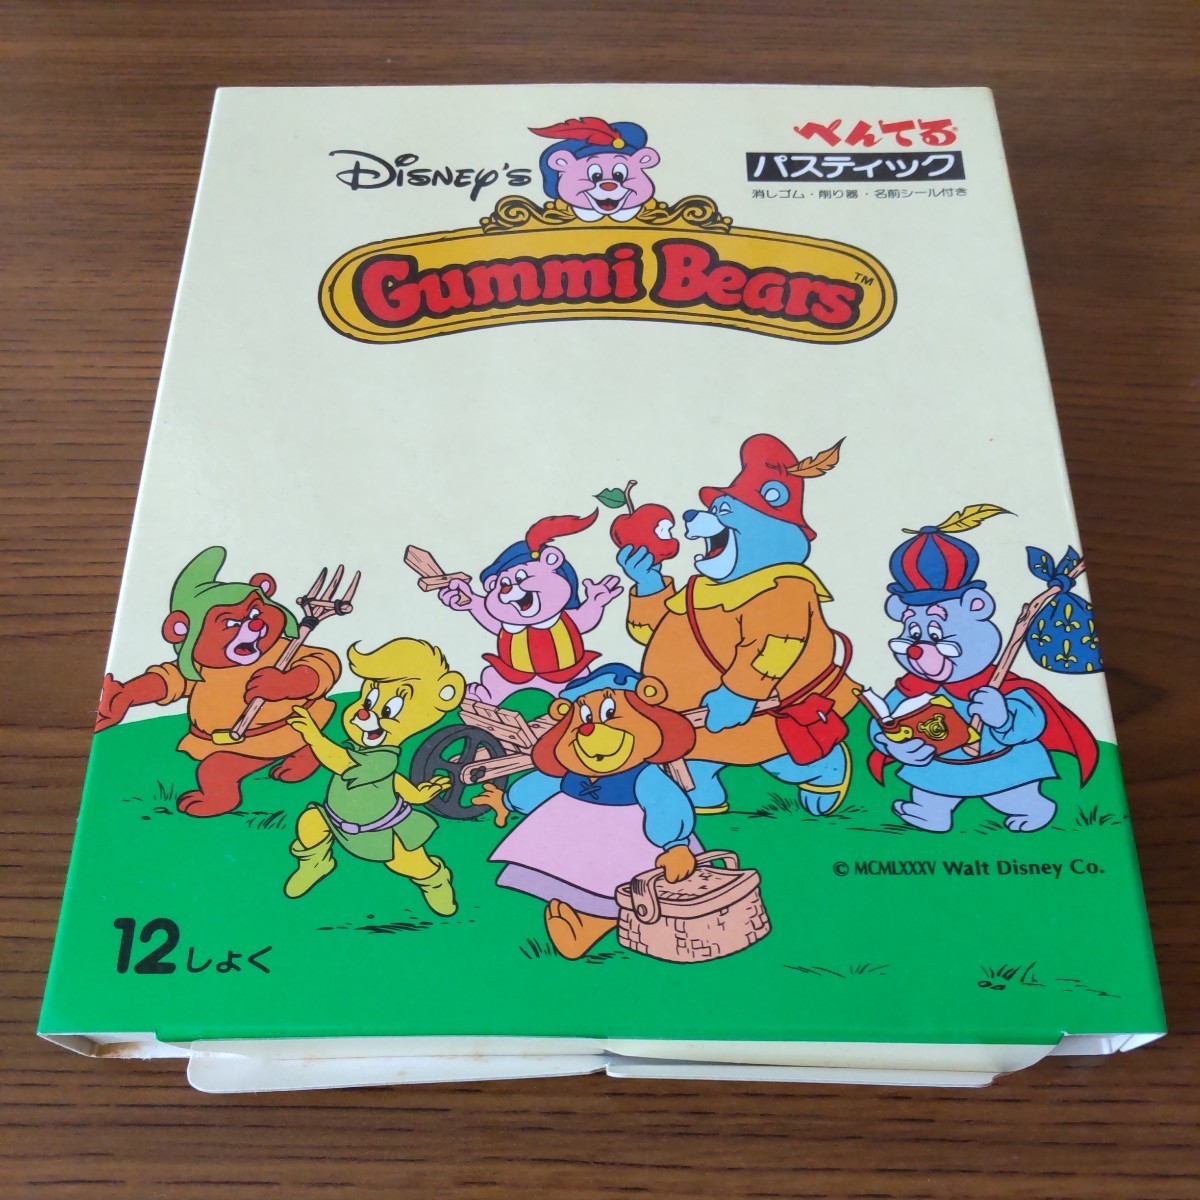 DISNEY'S
Gummi Bears™
ぺんてる
パスティック
消しゴム・削り器・名前シール付き
© MCMLXXXV Walt Disney Co.
12しょく